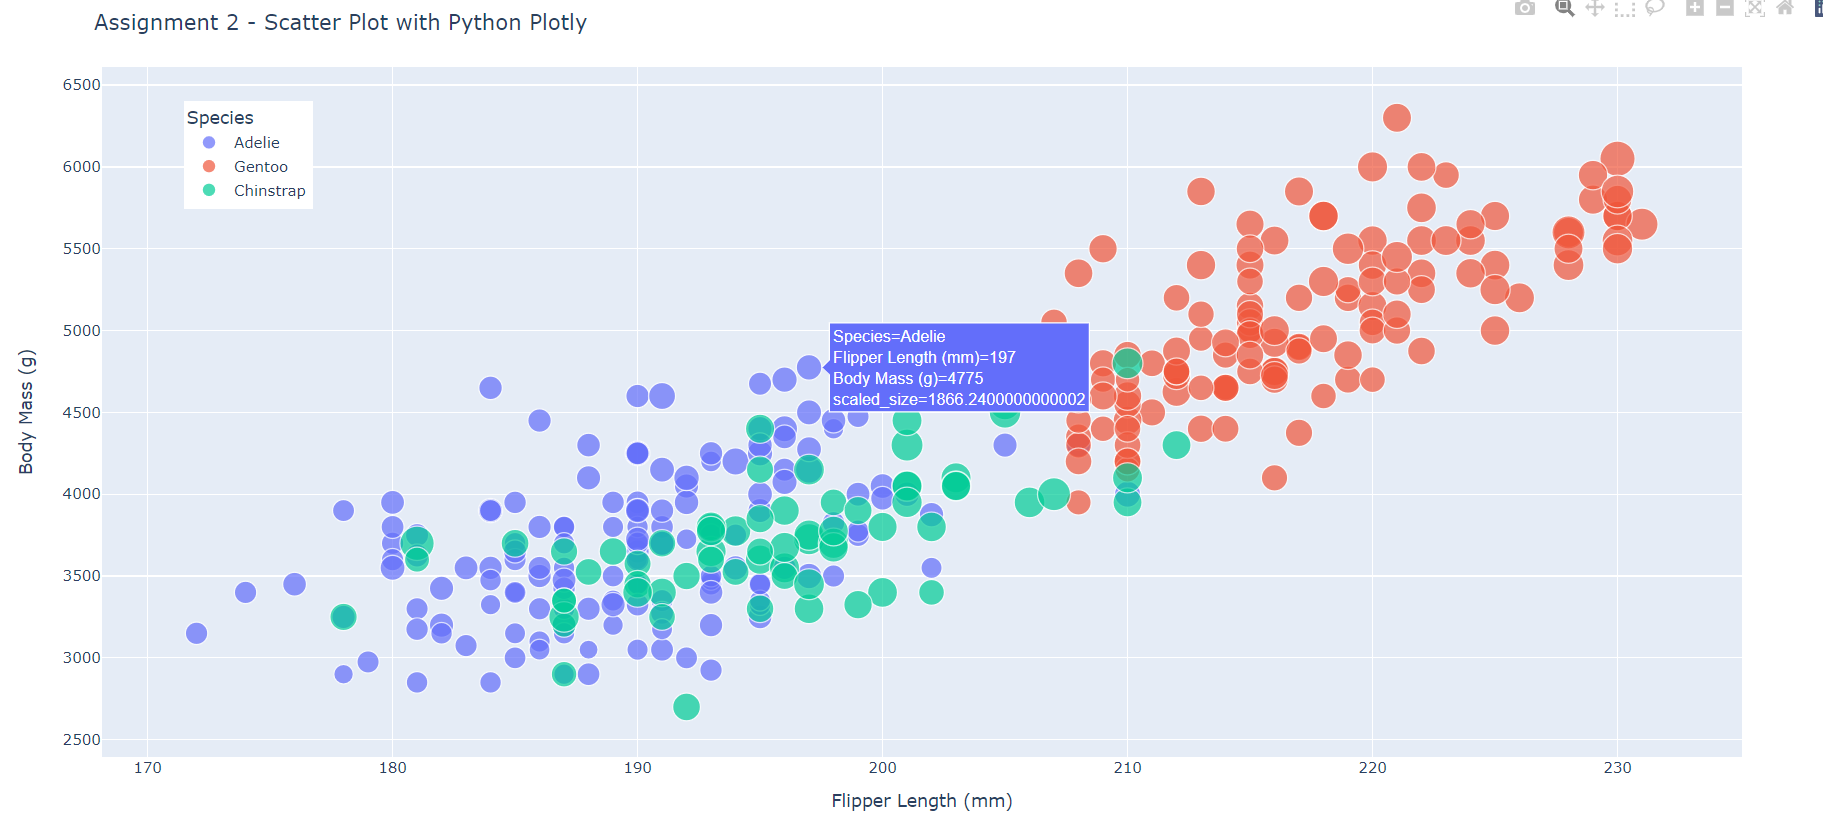 Assignment 2 - Scatter Plot with Python Plotly
6500
6000
5500
5000
4500
4000
3500
3000
2500
Body Mass (g)
Species
Adelie
Gentoo
Chinstrap
Species=Adelie
Flipper Length (mm)=197
Body Mass (g)=4775
scaled_size=1866.2400000000002
170 180 190 200 210 220 230
Flipper Length (mm)